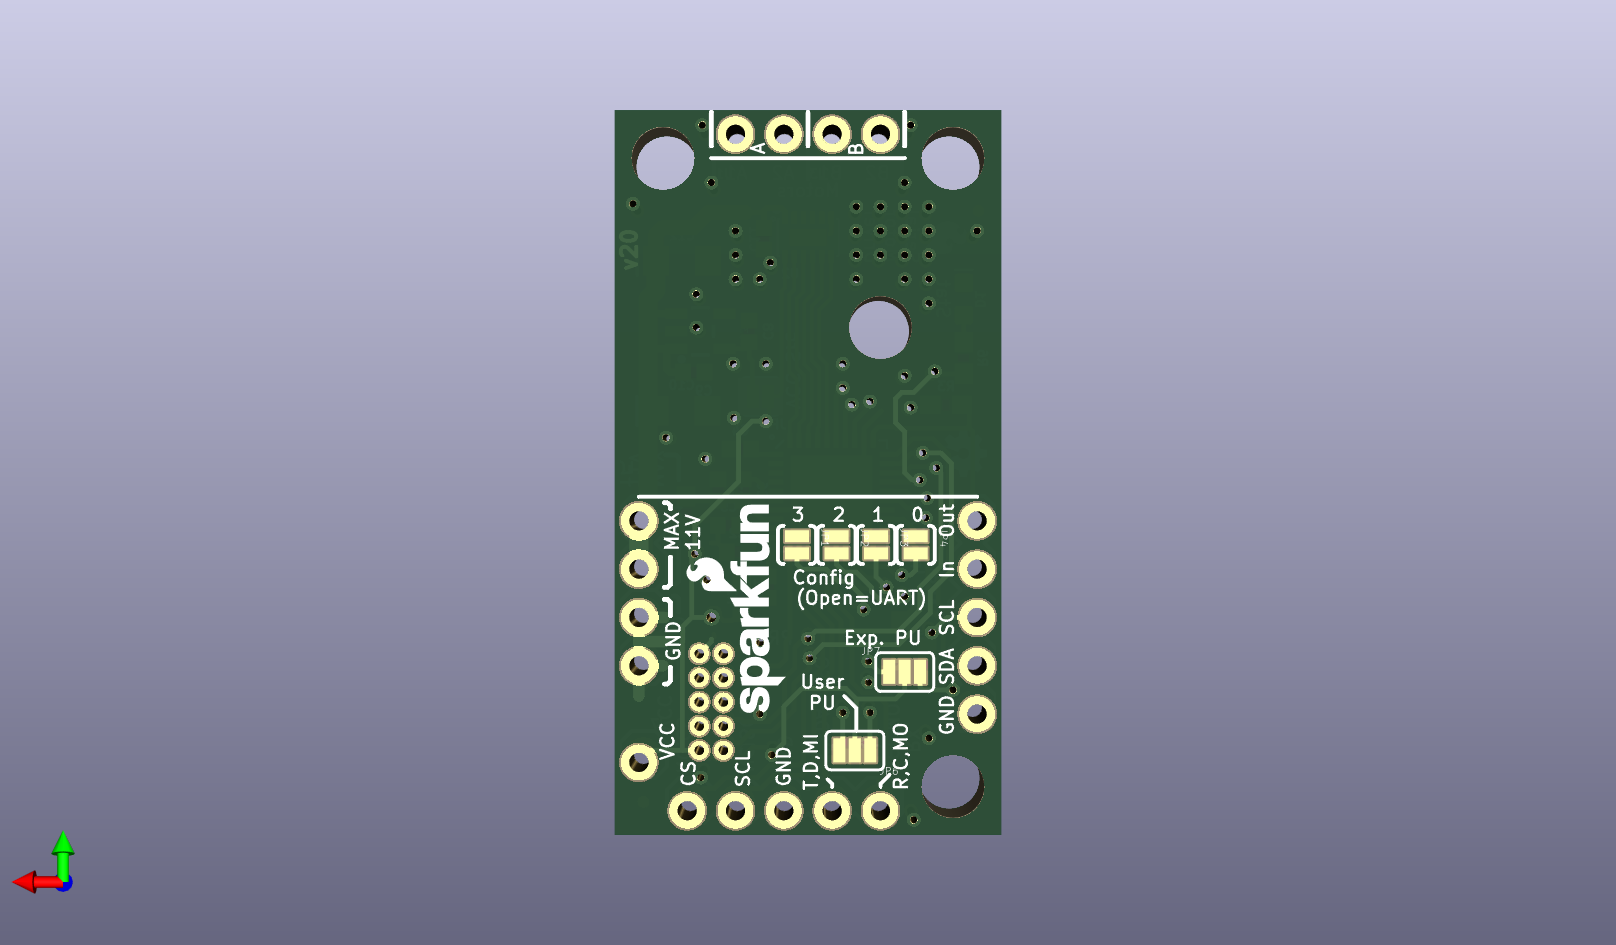 A
B
v20
MAX
11V
3 2 1 0
Out
In
sparkfun
Config
(Open=UART)
SCL
GND
Exp. PU
JP7
SDA
User
PU
GND
VCC
CS
SCL
GND
T,D,MI
R,C,MO